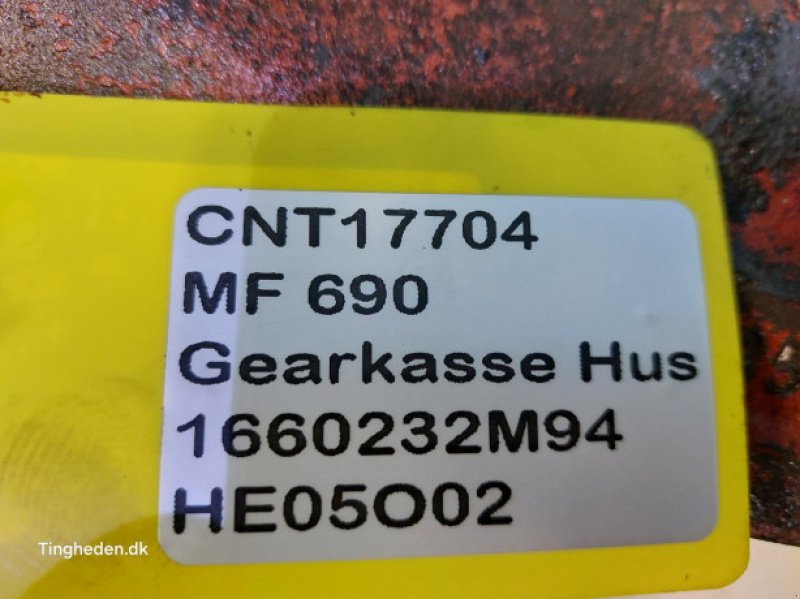 CNT17704
MF 690
Gearkasse Hus
1660232M94
HE05O02
Tingheden.dk